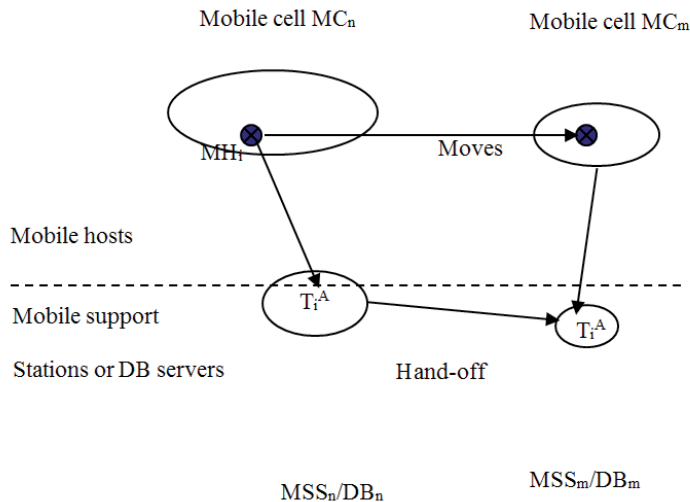 Mobile cell MCₙ
Mobile cell MCₘ
MHᵢ
Moves
Mobile hosts
Tᵢᴬ
Mobile support
Tᵢᴬ
Stations or DB servers
Hand-off
MSSₙ/DBₙ
MSSₘ/DBₘ